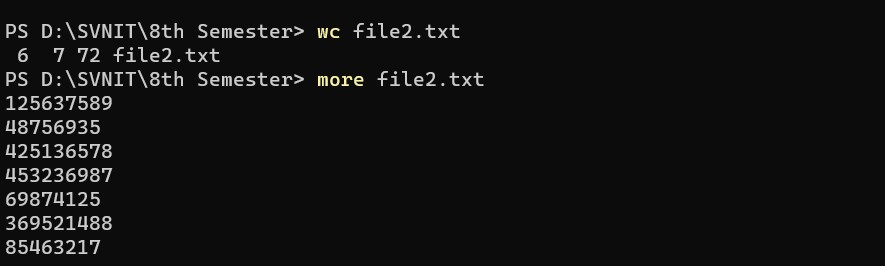 PS D:\SVNIT\8th Semester> wc file2.txt
 6  7 72 file2.txt
PS D:\SVNIT\8th Semester> more file2.txt
125637589
48756935
425136578
453236987
69874125
369521488
85463217